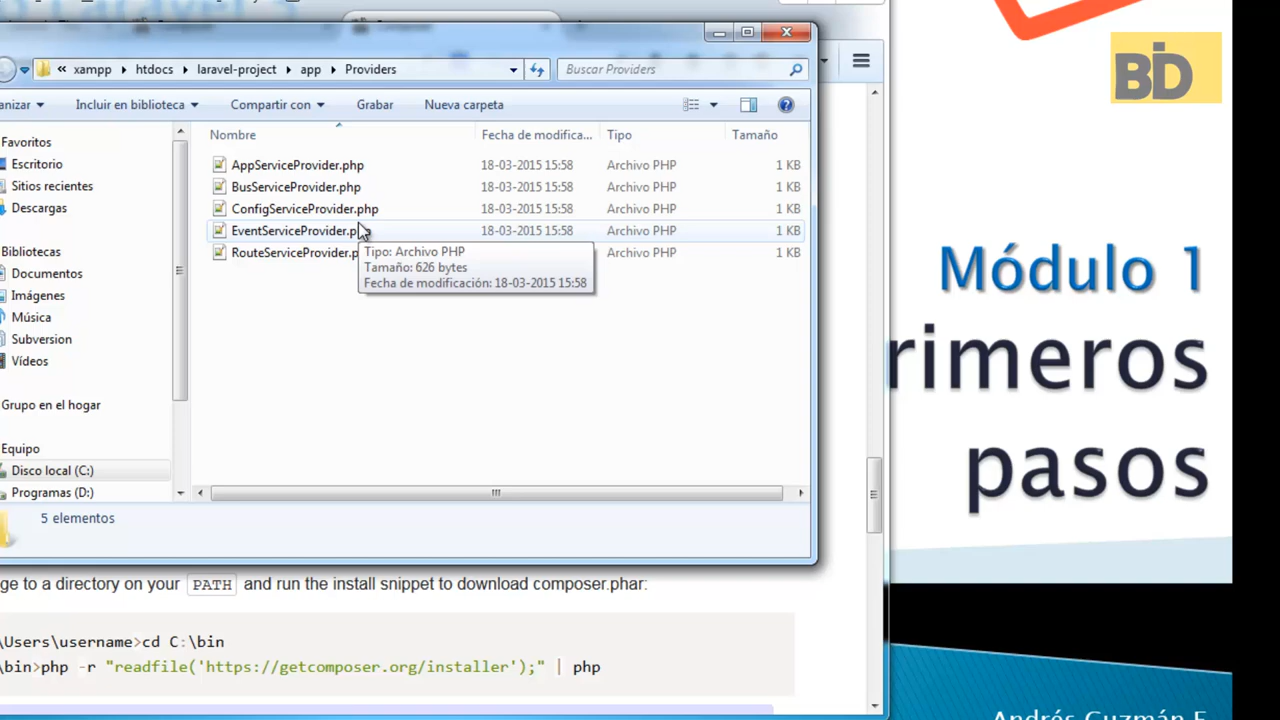 xampp htdocs laravel-project app Providers
Buscar Providers
BD
anizar Incluir en biblioteca Compartir con Grabar Nueva carpeta
Favoritos
Escritorio
Sitios recientes
Descargas
Bibliotecas
Documentos
Imágenes
Música
Subversion
Vídeos
Grupo en el hogar
Equipo
Disco local (C:)
Programas (D:)
Nombre Fecha de modifica... Tipo Tamaño
AppServiceProvider.php 18-03-2015 15:58 Archivo PHP 1 KB
BusServiceProvider.php 18-03-2015 15:58 Archivo PHP 1 KB
ConfigServiceProvider.php 18-03-2015 15:58 Archivo PHP 1 KB
EventServiceProvider.php 18-03-2015 15:58 Archivo PHP 1 KB
RouteServiceProvider.p Archivo PHP 1 KB
Tipo: Archivo PHP
Tamaño: 626 bytes
Fecha de modificación: 18-03-2015 15:58
5 elementos
Módulo 1
rimeros
pasos
ge to a directory on your PATH and run the install snippet to download composer.phar:
\Users\username>cd C:\bin
\bin>php -r "readfile('https://getcomposer.org/installer');" | php
Andrés Guzmán F